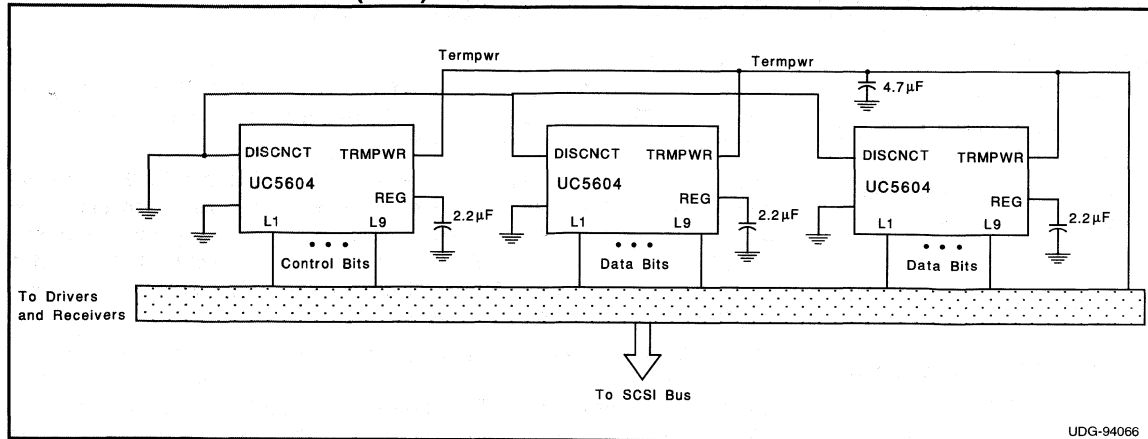 Termpwr
Termpwr
4.7μF
DISCNCT TRMPWR
UC5604
REG
L1 L9
2.2μF
Control Bits
DISCNCT TRMPWR
UC5604
REG
L1 L9
2.2μF
Data Bits
DISCNCT TRMPWR
UC5604
REG
L1 L9
2.2μF
Data Bits
To Drivers
and Receivers
To SCSI Bus
UDG-94066